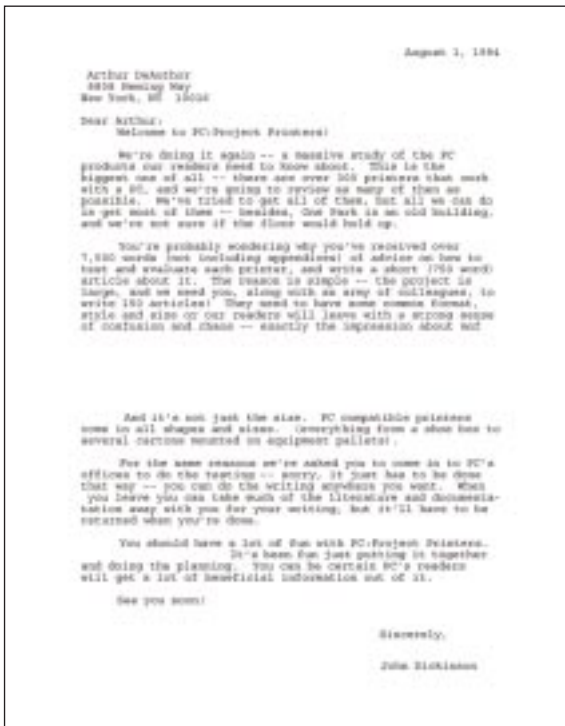 August 1, 1984
Arthur DeAuthor
Heming Way
New York, NY
Dear Arthur:
Welcome to PC:Project Printers!
We're doing it again -- a massive study of the PC
products our readers need to know about. This is the
biggest one of all -- there are over 300 printers that work
with a PC, and we're going to review as many of them as
possible. We've tried to get all of them, but all we can do
is get most of them -- besides, One Park is an old building,
and we're not sure if the floor would hold up.
You're probably wondering why you've received over
7,500 words (not including appendixes) of advice on how to
test and evaluate each printer, and write a short (750 word)
article about it. The reason is simple -- the project is
large, and we need you, along with an army of colleagues, to
write 150 articles! They need to have some common format,
style and size or our readers will leave with a strong sense
of confusion and chaos -- exactly the impression about
And it's not just the size. PC compatible printers
come in all shapes and sizes. (everything from a shoe box to
several cartons mounted on equipment pallets).
For the same reasons we're asked you to come in to PC's
offices to do the testing -- sorry, it just has to be done
that way -- you can do the writing anywhere you want. When
you leave you can take much of the literature and documenta-
tation away with you for your writing, but it'll have to be
returned when you're done.
You should have a lot of fun with PC:Project Printers.
It's been fun just putting it together
and doing the planning. You can be certain PC's readers
will get a lot of beneficial information out of it.
See you soon!
Sincerely,
John Dickinson